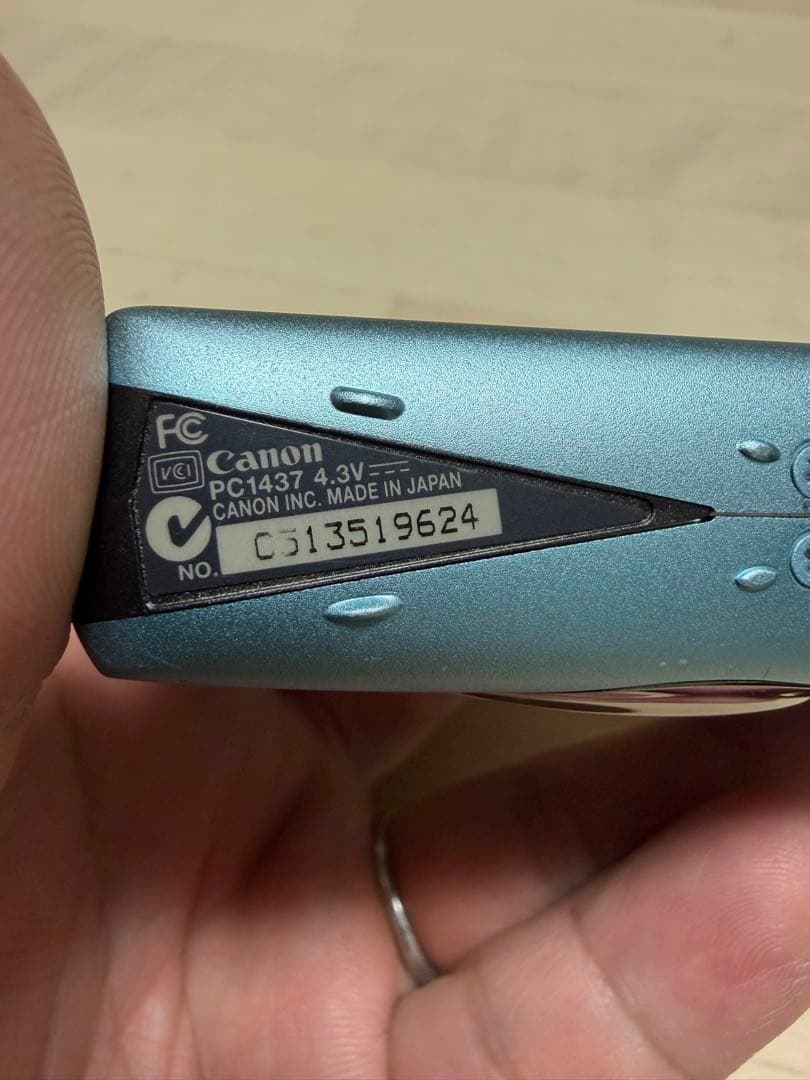 FC
VCI
Canon
PC1437 4.3V
CANON INC. MADE IN JAPAN
NO. C513519624